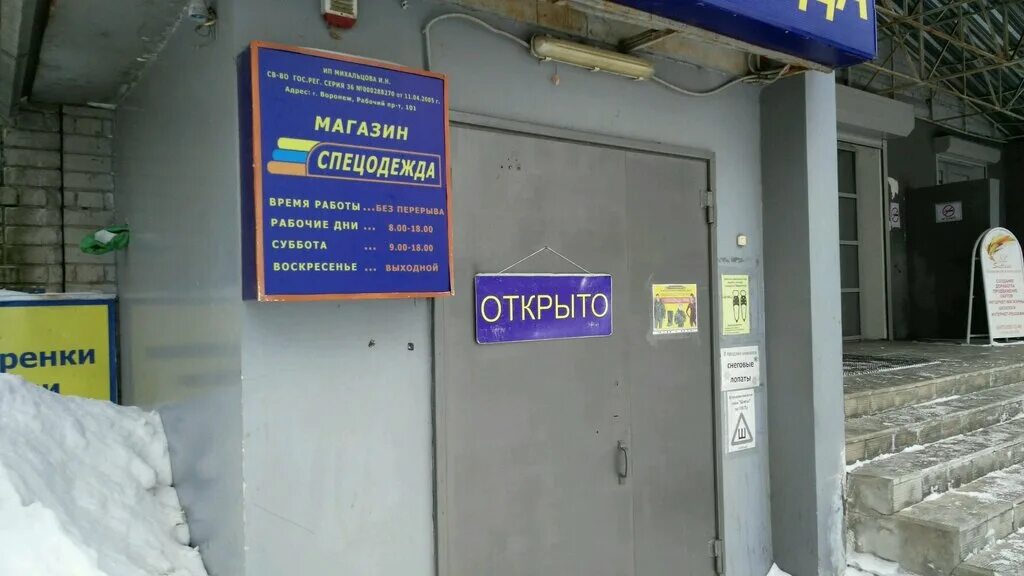 ИП МИХАЛЬЦОВА И.Н.
СВ-ВО ГОС.РЕГ. СЕРИЯ 36 №000288270 от 11.04.2005 г.
Адрес: г. Воронеж, Рабочий пр-т, 101
МАГАЗИН
СПЕЦОДЕЖДА
ВРЕМЯ РАБОТЫ ...БЕЗ ПЕРЕРЫВА
РАБОЧИЕ ДНИ ... 8.00-18.00
СУББОТА ... 9.00-18.00
ВОСКРЕСЕНЬЕ ... ВЫХОДНОЙ
ОТКРЫТО
ренки
снеговые
лопаты
Ш